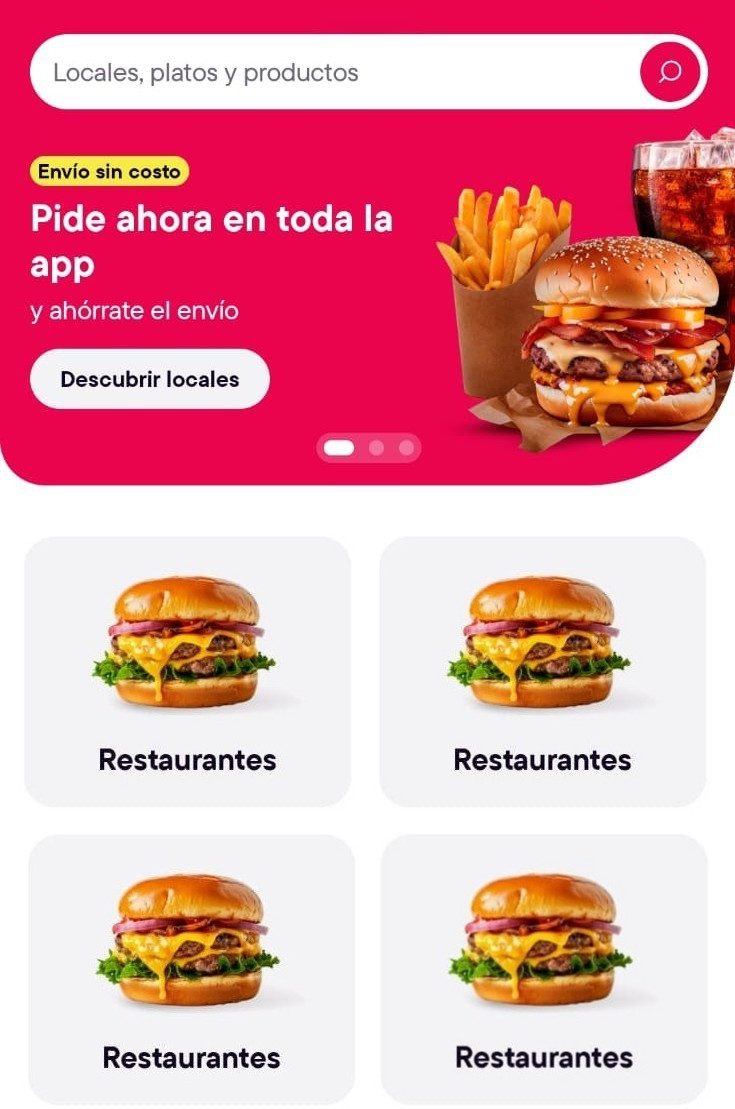 Locales, platos y productos
Envío sin costo
Pide ahora en toda la
app
y ahórrate el envío
Descubrir locales
Restaurantes
Restaurantes
Restaurantes
Restaurantes